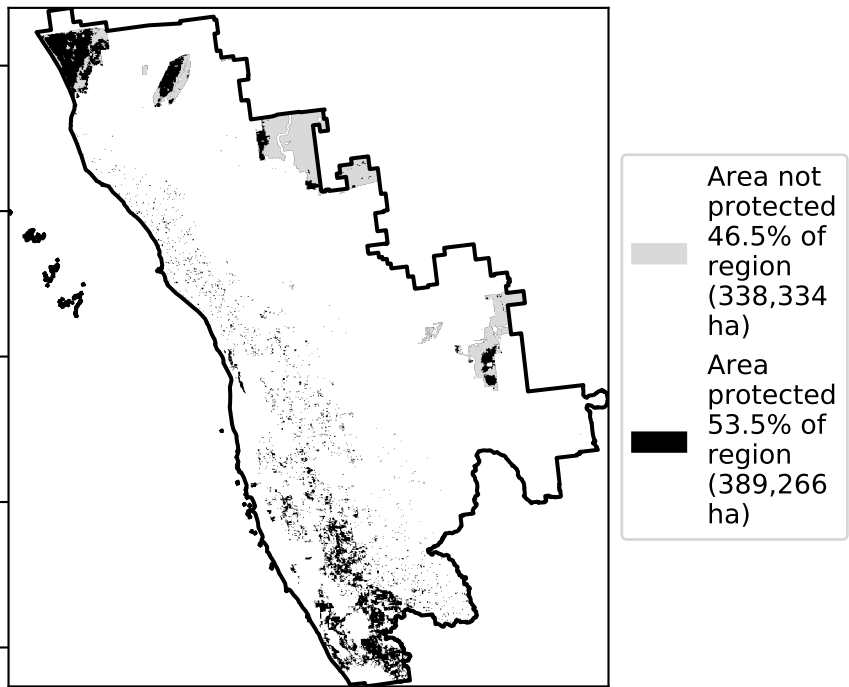 Area not
protected
46.5% of
region
(338,334
ha)
Area
protected
53.5% of
region
(389,266
ha)